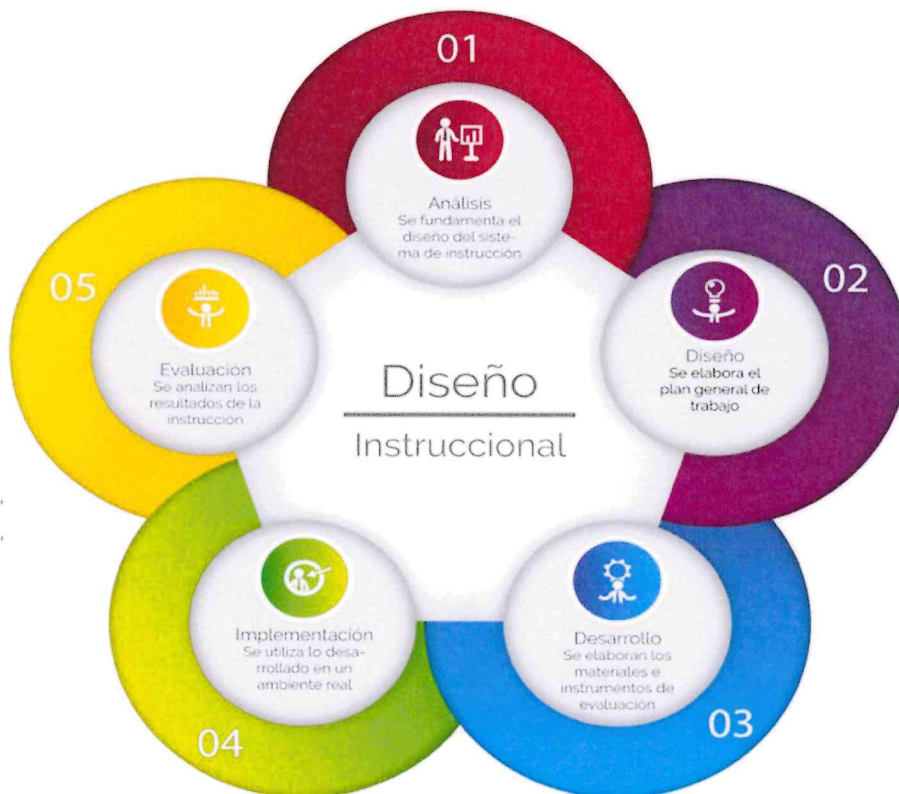 01
Análisis
Se fundamenta el
diseño del siste-
ma de instrucción
02
Diseño
Se elabora el
plan general de
trabajo
03
Desarrollo
Se elaboran los
materiales e
instrumentos de
evaluación
04
Implementación
Se utiliza lo desa-
rrollado en un
ambiente real
05
Evaluación
Se analizan los
resultados de la
instrucción
Diseño
Instruccional